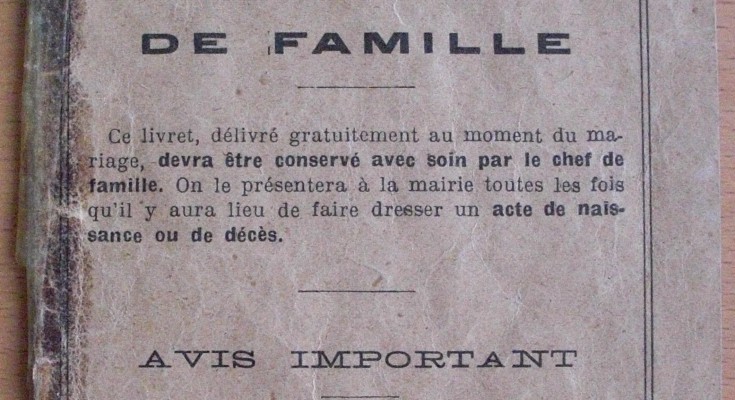 DE FAMILLE
Ce livret, délivré gratuitement au moment du ma-
riage, devra être conservé avec soin par le chef de
famille. On le présentera à la mairie toutes les fois
qu'il y aura lieu de faire dresser un acte de nais-
sance ou de décès.
AVIS IMPORTANT